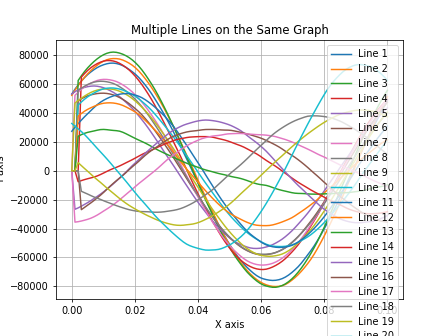 Multiple Lines on the Same Graph
80000
60000
40000
20000
0
−20000
−40000
−60000
−80000
0.00
0.02
0.04
0.06
X axis
axis
Line 1
Line 2
Line 3
Line 4
Line 5
Line 6
Line 7
Line 8
Line 9
Line 10
Line 11
Line 12
Line 13
Line 14
Line 15
Line 16
Line 17
Line 18
Line 19
Line 20